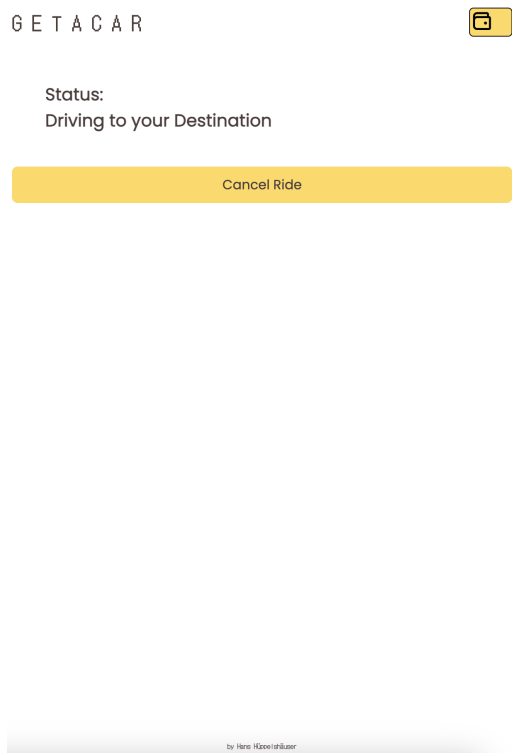 GETACAR
Status:
Driving to your Destination
Cancel Ride
by Hans Hüppelshäuser